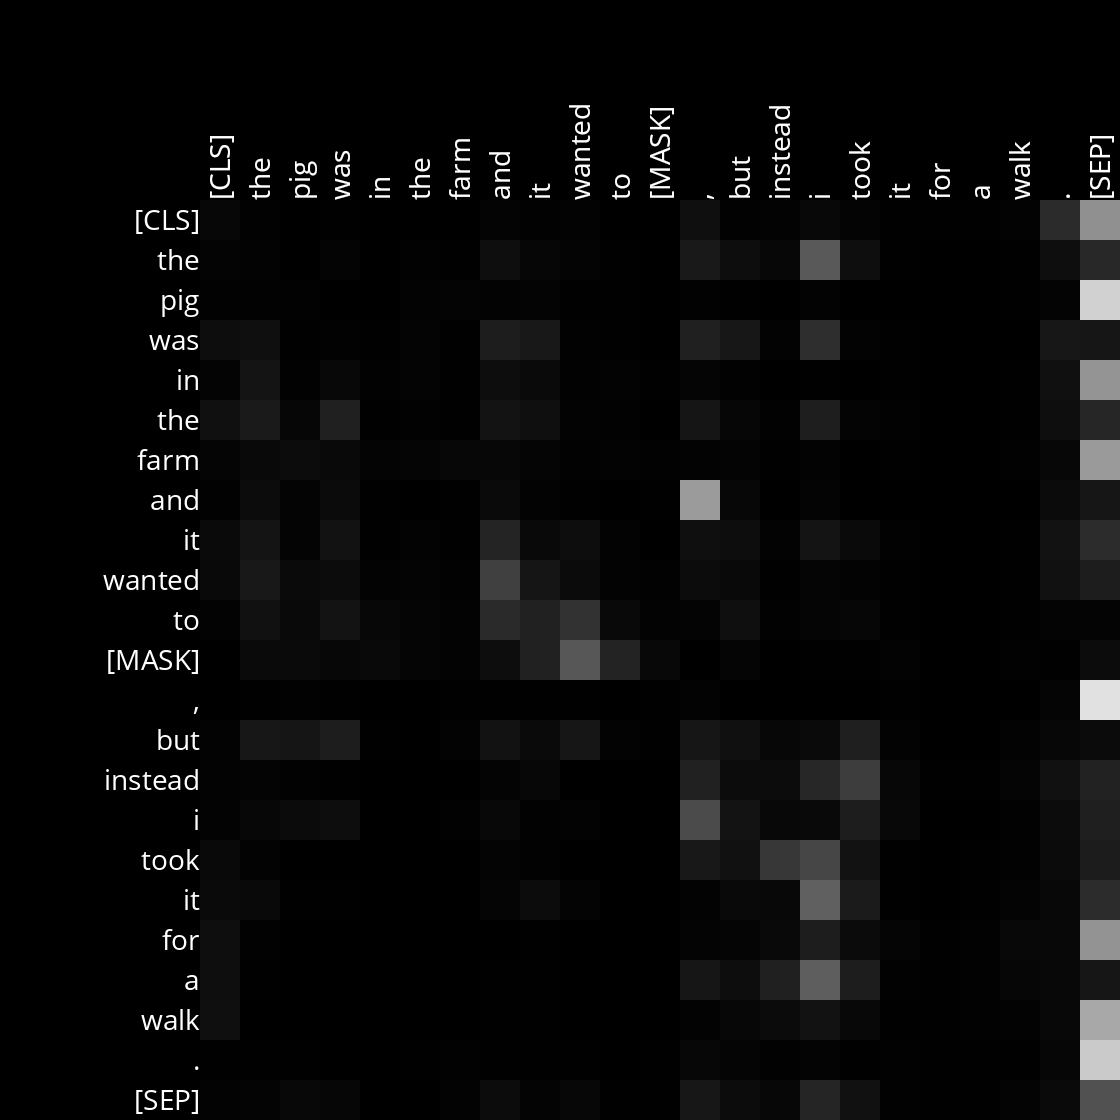 [CLS] the pig was in the farm and it wanted to [MASK] , but instead i took it for a walk . [SEP]
[CLS]
the
pig
was
in
the
farm
and
it
wanted
to
[MASK]
,
but
instead
i
took
it
for
a
walk
.
[SEP]